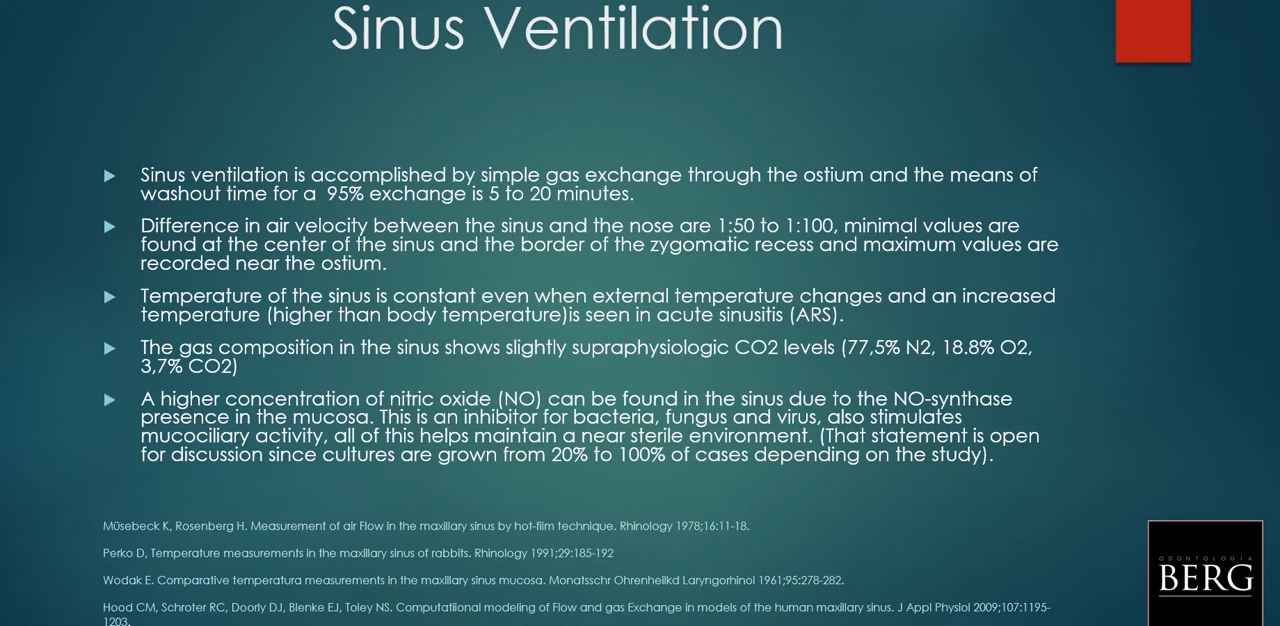 Sinus Ventilation
Sinus ventilation is accomplished by simple gas exchange through the ostium and the means of
washout time for a  95% exchange is 5 to 20 minutes.
Difference in air velocity between the sinus and the nose are 1:50 to 1:100, minimal values are
found at the center of the sinus and the border of the zygomatic recess and maximum values are
recorded near the ostium.
Temperature of the sinus is constant even when external temperature changes and an increased
temperature (higher than body temperature)is seen in acute sinusitis (ARS).
The gas composition in the sinus shows slightly supraphysiologic CO2 levels (77,5% N2, 18.8% O2,
3,7% CO2)
A higher concentration of nitric oxide (NO) can be found in the sinus due to the NO-synthase
presence in the mucosa. This is an inhibitor for bacteria, fungus and virus, also stimulates
mucociliary activity, all of this helps maintain a near sterile environment. (That statement is open
for discussion since cultures are grown from 20% to 100% of cases depending on the study).
Müsebeck K, Rosenberg H. Measurement of air Flow in the maxillary sinus by hot-film technique. Rhinology 1978;16:11-18.
Perko D, Temperature measurements in the maxillary sinus of rabbits. Rhinology 1991;29:185-192
Wodak E. Comparative temperatura measurements in the maxillary sinus mucosa. Monatsschr Ohrenheilkd Laryngorhinol 1961;95:278-282.
Hood CM, Schroter RC, Doorly DJ, Blenke EJ, Toley NS. Computatiional modeling of Flow and gas Exchange in models of the human maxillary sinus. J Appl Physiol 2009;107:1195-
1203.
ODONTOLOGÍA
BERG